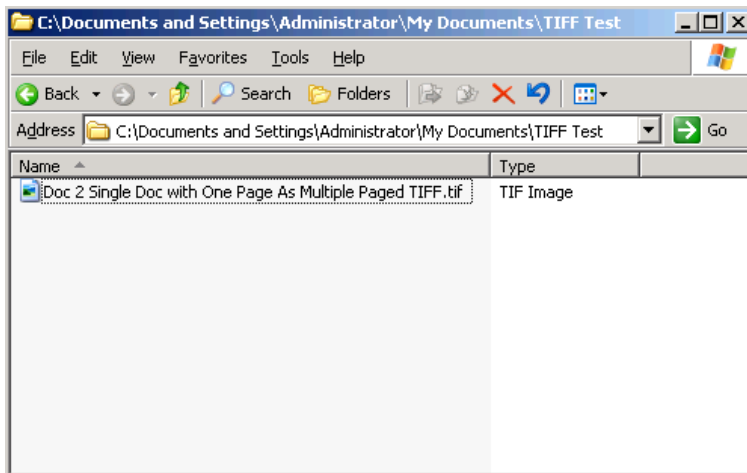 C:\Documents and Settings\Administrator\My Documents\TIFF Test
File Edit View Favorites Tools Help
Back Search Folders
Address C:\Documents and Settings\Administrator\My Documents\TIFF Test Go
Name Type
Doc 2 Single Doc with One Page As Multiple Paged TIFF.tif TIF Image